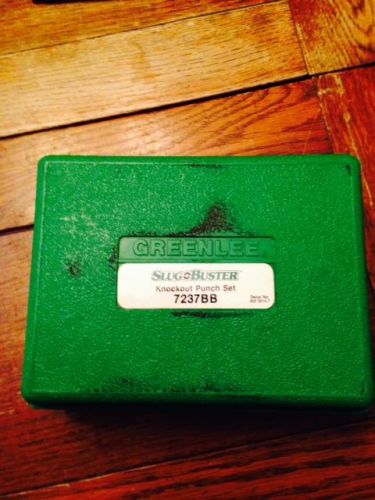 GREENLEE
SLUG BUSTER
Knockout Punch Set
7237BB
Serial No.